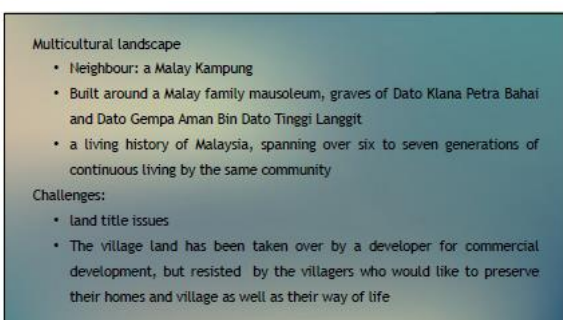 Multicultural landscape
• Neighbour: a Malay Kampung
• Built around a Malay family mausoleum, graves of Dato Klana Petra Bahai
and Dato Gempa Aman Bin Dato Tinggi Langgit
• a living history of Malaysia, spanning over six to seven generations of
continuous living by the same community
Challenges:
• land title issues
• The village land has been taken over by a developer for commercial
development, but resisted by the villagers who would like to preserve
their homes and village as well as their way of life